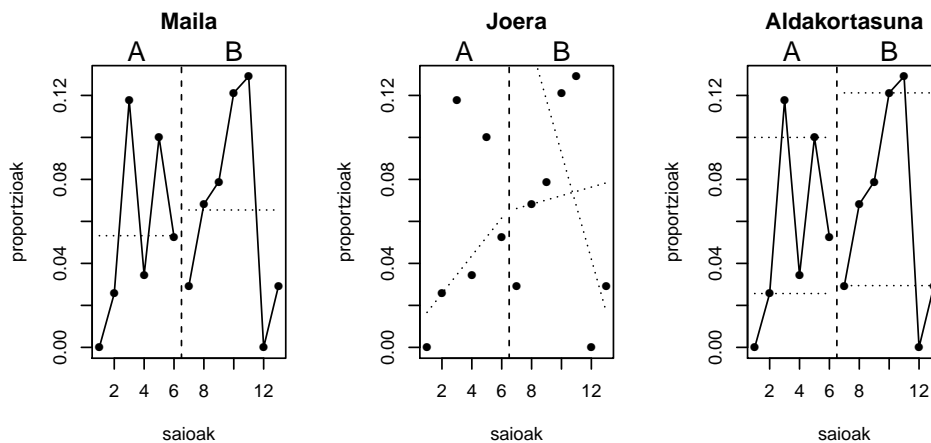 Maila
A B
0.00 0.04 0.08 0.12
proportzioak
2 4 6 8 12
saioak
Joera
A B
0.00 0.04 0.08 0.12
proportzioak
2 4 6 8 12
saioak
Aldakortasuna
A B
0.00 0.04 0.08 0.12
proportzioak
2 4 6 8 12
saioak